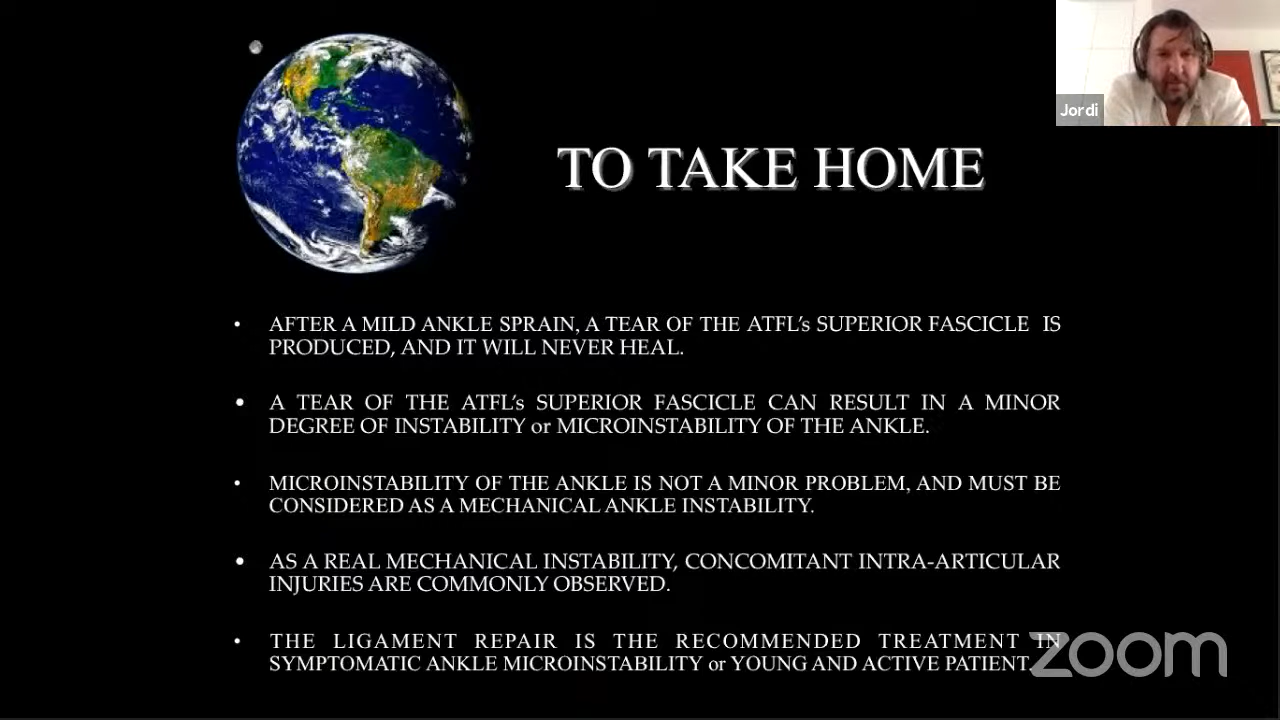 Jordi
TO TAKE HOME
• AFTER A MILD ANKLE SPRAIN, A TEAR OF THE ATFL's SUPERIOR FASCICLE IS
PRODUCED, AND IT WILL NEVER HEAL.
• A TEAR OF THE ATFL's SUPERIOR FASCICLE CAN RESULT IN A MINOR
DEGREE OF INSTABILITY or MICROINSTABILITY OF THE ANKLE.
• MICROINSTABILITY OF THE ANKLE IS NOT A MINOR PROBLEM, AND MUST BE
CONSIDERED AS A MECHANICAL ANKLE INSTABILITY.
• AS A REAL MECHANICAL INSTABILITY, CONCOMITANT INTRA-ARTICULAR
INJURIES ARE COMMONLY OBSERVED.
• THE LIGAMENT REPAIR IS THE RECOMMENDED TREATMENT IN
SYMPTOMATIC ANKLE MICROINSTABILITY or YOUNG AND ACTIVE PATIENT.
zoom